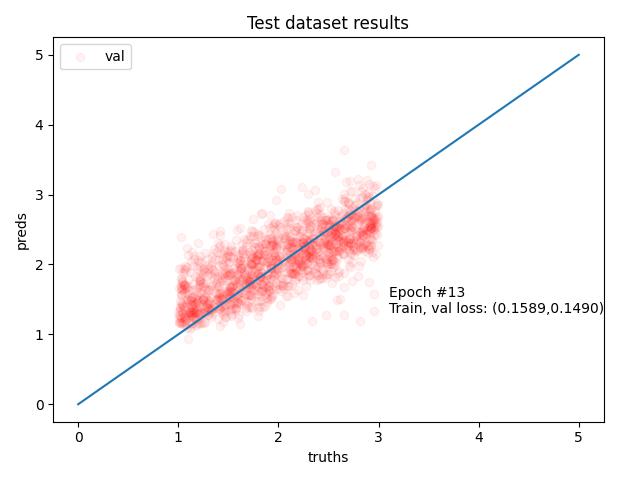 Test dataset results
val
5
4
3
2
1
0
preds
Epoch #13
Train, val loss: (0.1589,0.1490)
0 1 2 3 4 5
truths